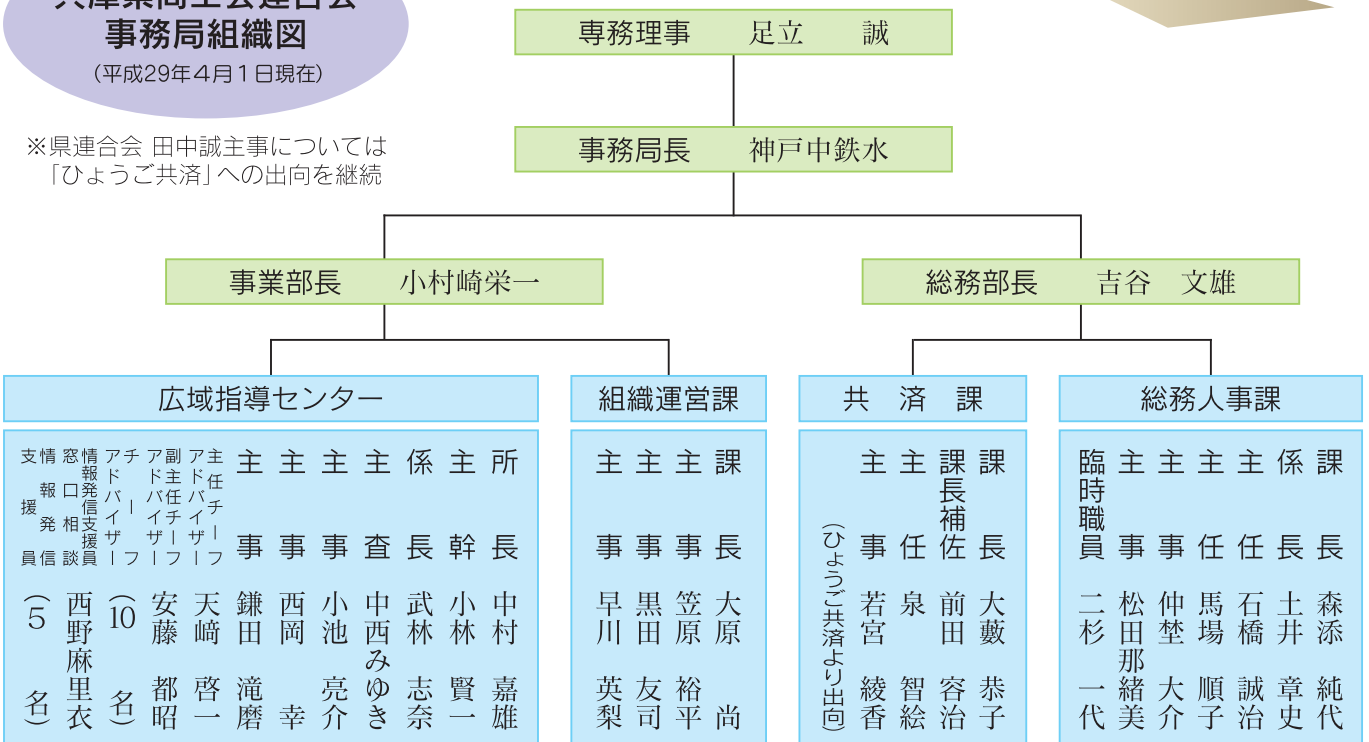 兵庫県商工会連合会
事務局組織図
(平成29年4月1日現在)
※県連合会 田中誠主事については
「ひょうご共済」への出向を継続
専務理事 足立 誠
事務局長 神戸中鉄水
事業部長 小村崎栄一
総務部長 吉谷 文雄
広域指導センター
所長 中村 嘉雄
主幹 小林 賢一
係長 武林 志奈
主査 中西みゆき
主事 小池 亮介
主事 西岡 幸
主事 鎌田 滝磨
主任チーフアドバイザー 天﨑 啓一
副主任チーフアドバイザー 安藤 都昭
チーフアドバイザー (10名)
窓口相談情報発信支援員 西野麻里衣
情報発信支援員 (5名)
組織運営課
課長 大原 尚
主事 笠原 裕平
主事 黒田 友司
主事 早川 英梨
共済課
課長 大藪 恭子
課長補佐 前田 容治
主任 泉 智絵
主事 若宮 綾香
(ひょうご共済より出向)
総務人事課
課長 森添 純代
係長 土井 章史
主任 石橋 誠治
主任 馬場 順子
主事 仲埜 大介
主事 松田那緒美
臨時職員 二杉 一代